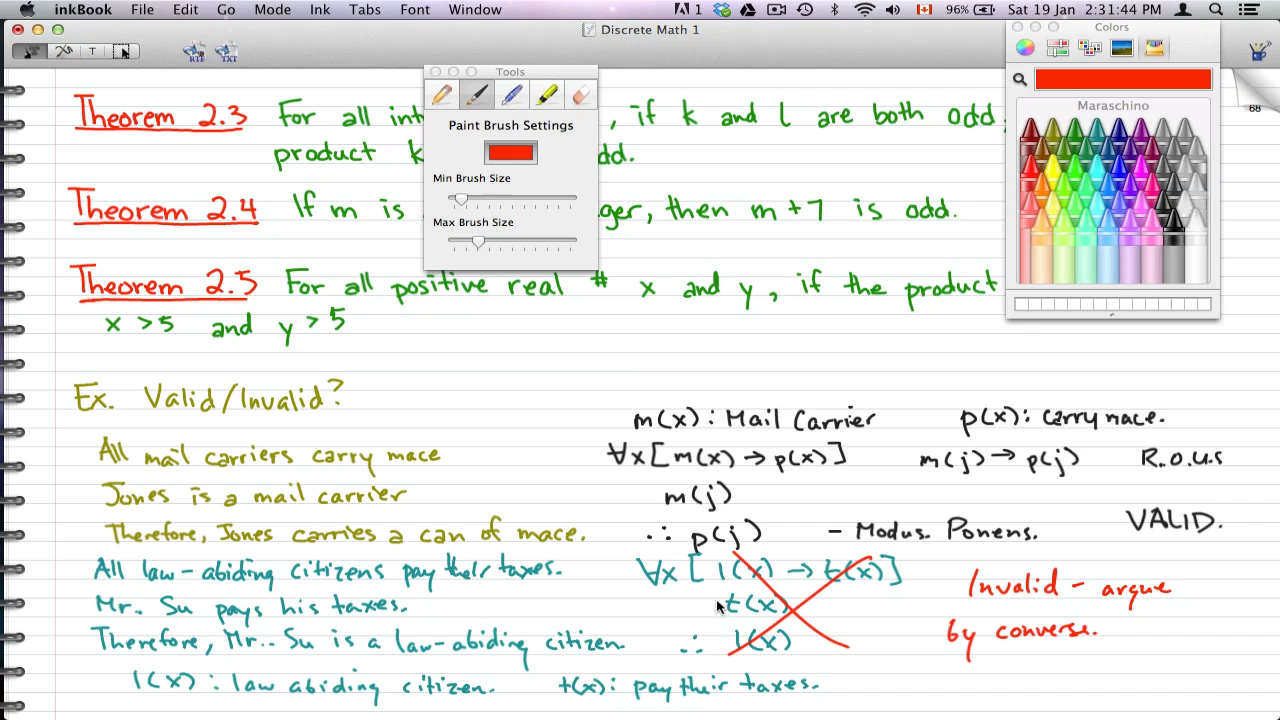 inkBook File Edit Go Mode Ink Tabs Font Window 1 96% Sat 19 Jan 2:31:44 PM
Discrete Math 1
T
RTF TXT
Tools
Paint Brush Settings
Min Brush Size
Max Brush Size
Colors
Maraschino
68
Theorem 2.3 For all int , if k and l are both odd,
product k dd.
Theorem 2.4 If m is ger, then m + 7 is odd.
Theorem 2.5 For all positive real # x and y, if the product
x > 5 and y > 5
Ex. Valid/Invalid?
m(x): Mail Carrier p(x): carry mace.
All mail carriers carry mace ∀x[m(x) → p(x)] m(j) → p(j) R.O.U.S
Jones is a mail carrier m(j)
Therefore, Jones carries a can of mace. ∴ p(j) - Modus. Ponens. VALID.
All law-abiding citizens pay their taxes. ∀x [l(x) → t(x)] Invalid - argue
Mr. Su pays his taxes. t(x)
Therefore, Mr.. Su is a law-abiding citizen. ∴ l(x) by converse.
l(x): law abiding citizen. t(x): pay their taxes.